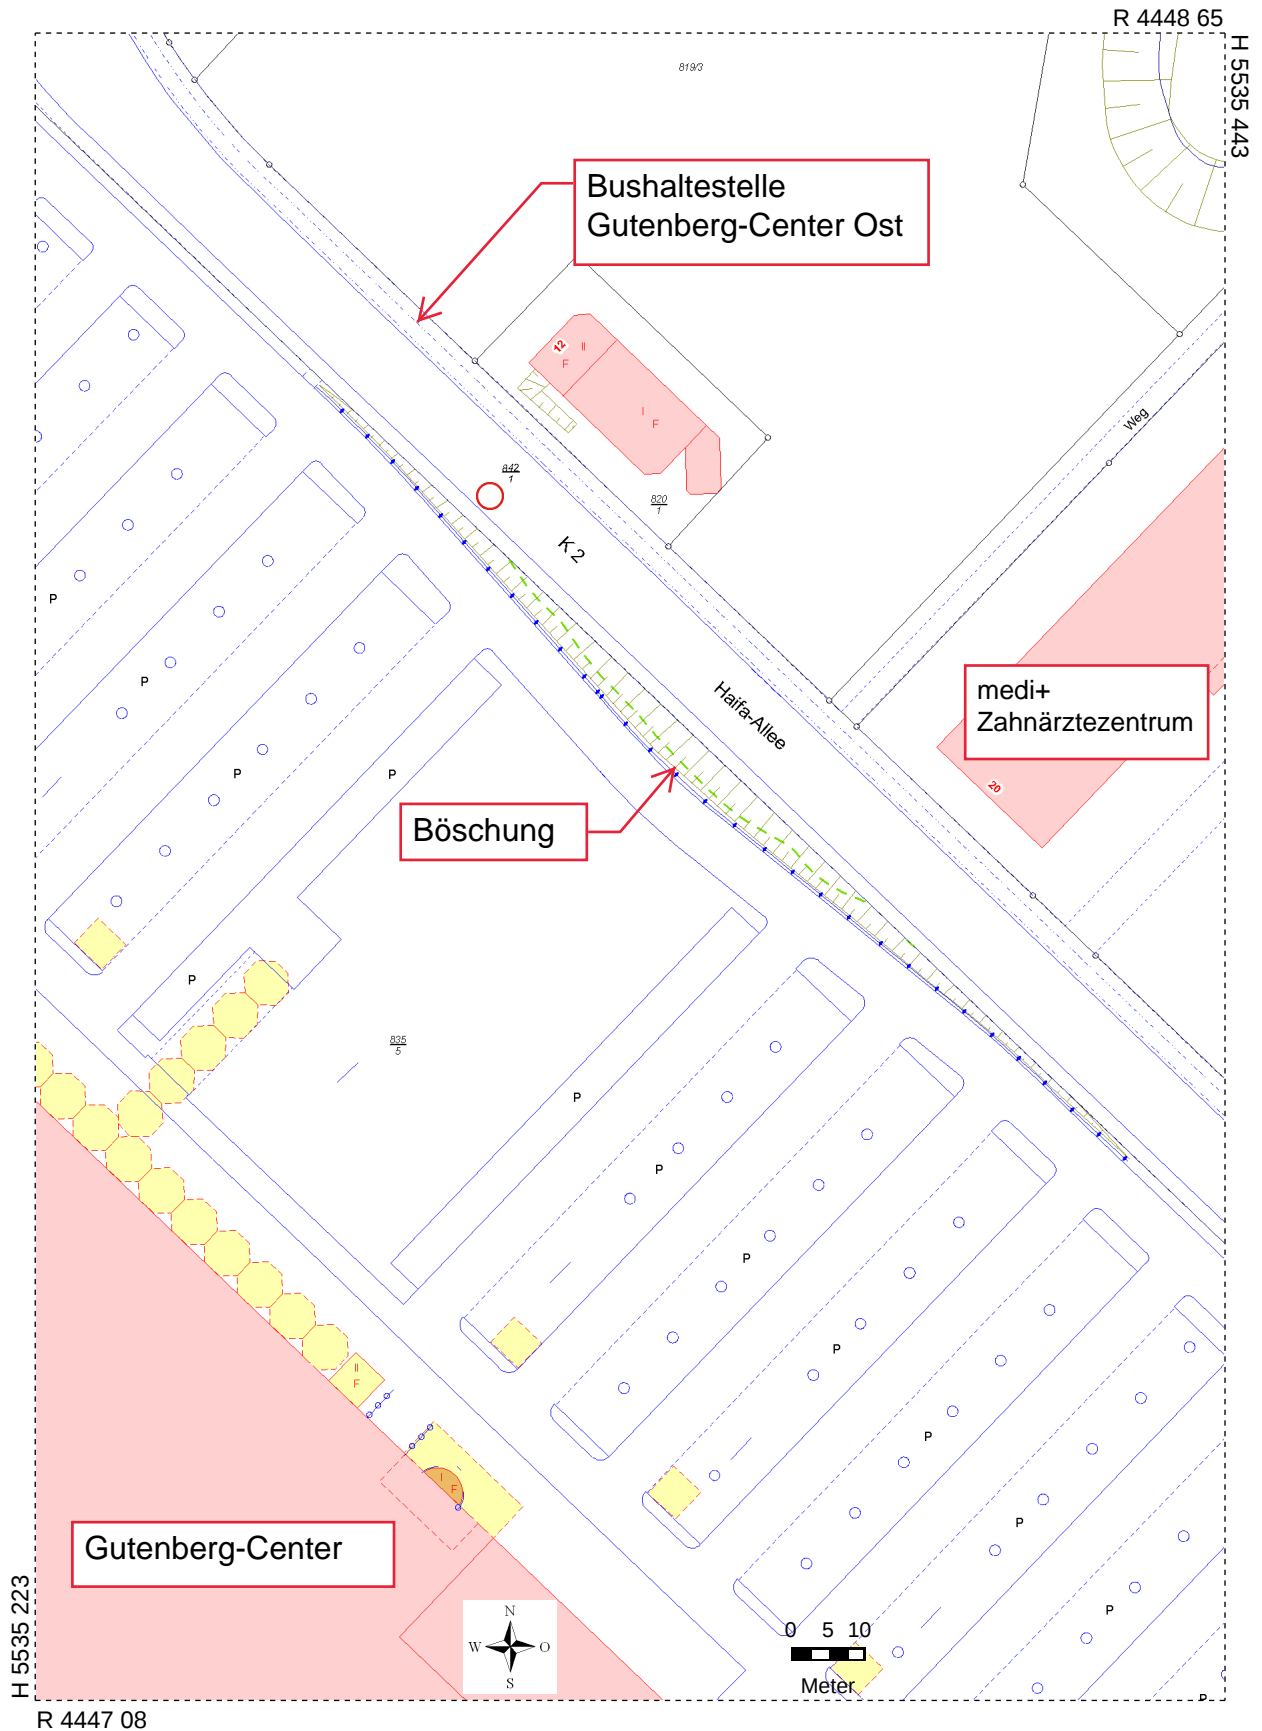 R 4448 65
H 5535 443
819/3
Bushaltestelle
Gutenberg-Center Ost
12
II
F
I
F
Weg
842
1
820
1
K 2
P
medi+
Zahnärztezentrum
P
Haifa-Allee
P
P
20
Böschung
P
835
5
P
P
P
P
II
F
P
I
F
P
Gutenberg-Center
P
N
W
O
S
0 5 10
Meter
P
H 5535 223
R 4447 08